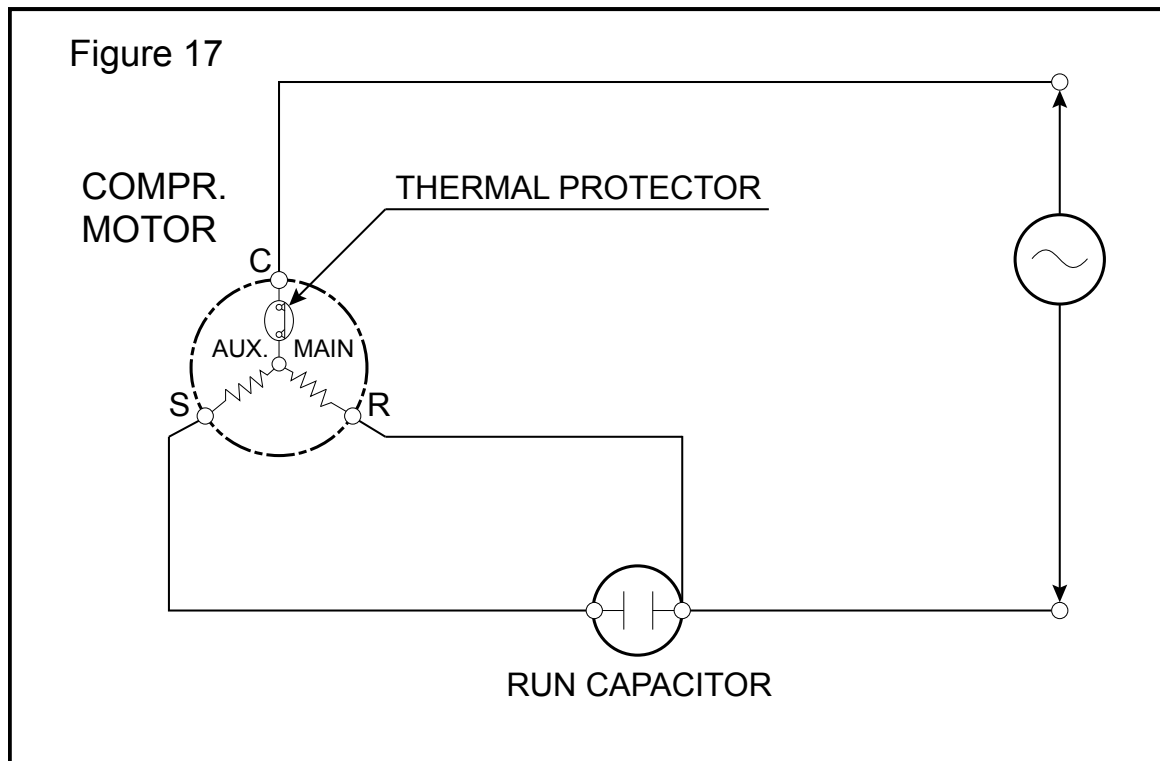 Figure 17
COMPR.
MOTOR
THERMAL PROTECTOR
C
AUX. MAIN
S
R
RUN CAPACITOR